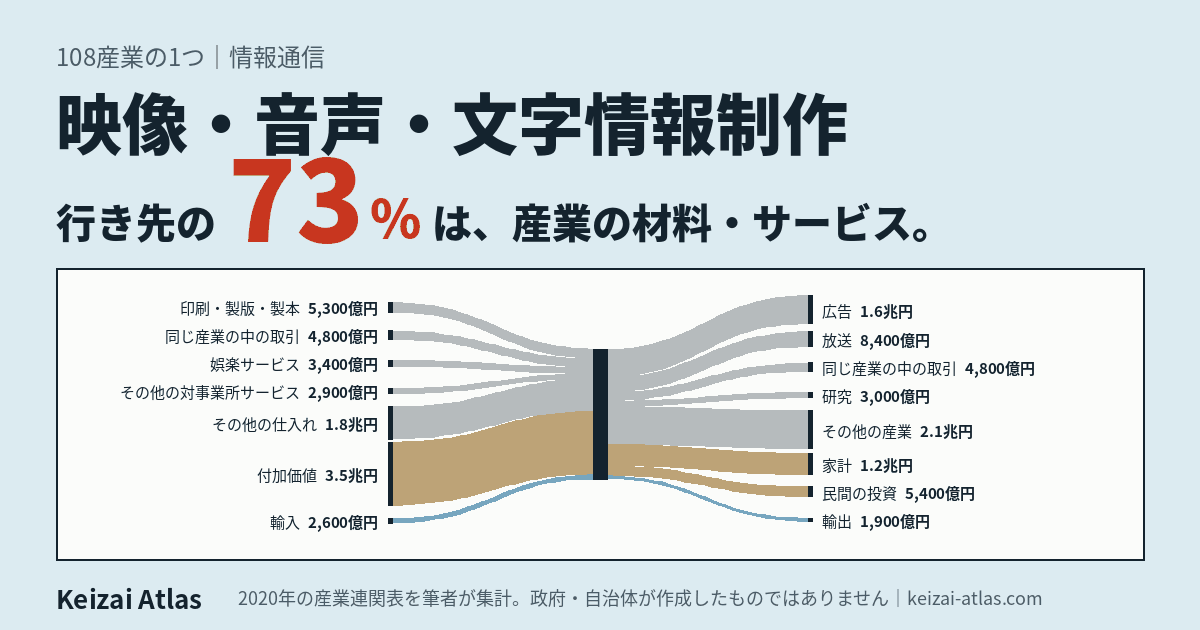 108産業の1つ｜情報通信
映像・音声・文字情報制作
行き先の 73% は、産業の材料・サービス。
印刷・製版・製本 5,300億円
同じ産業の中の取引 4,800億円
娯楽サービス 3,400億円
その他の対事業所サービス 2,900億円
その他の仕入れ 1.8兆円
付加価値 3.5兆円
輸入 2,600億円
広告 1.6兆円
放送 8,400億円
同じ産業の中の取引 4,800億円
研究 3,000億円
その他の産業 2.1兆円
家計 1.2兆円
民間の投資 5,400億円
輸出 1,900億円
Keizai Atlas 2020年の産業連関表を筆者が集計。政府・自治体が作成したものではありません｜keizai-atlas.com